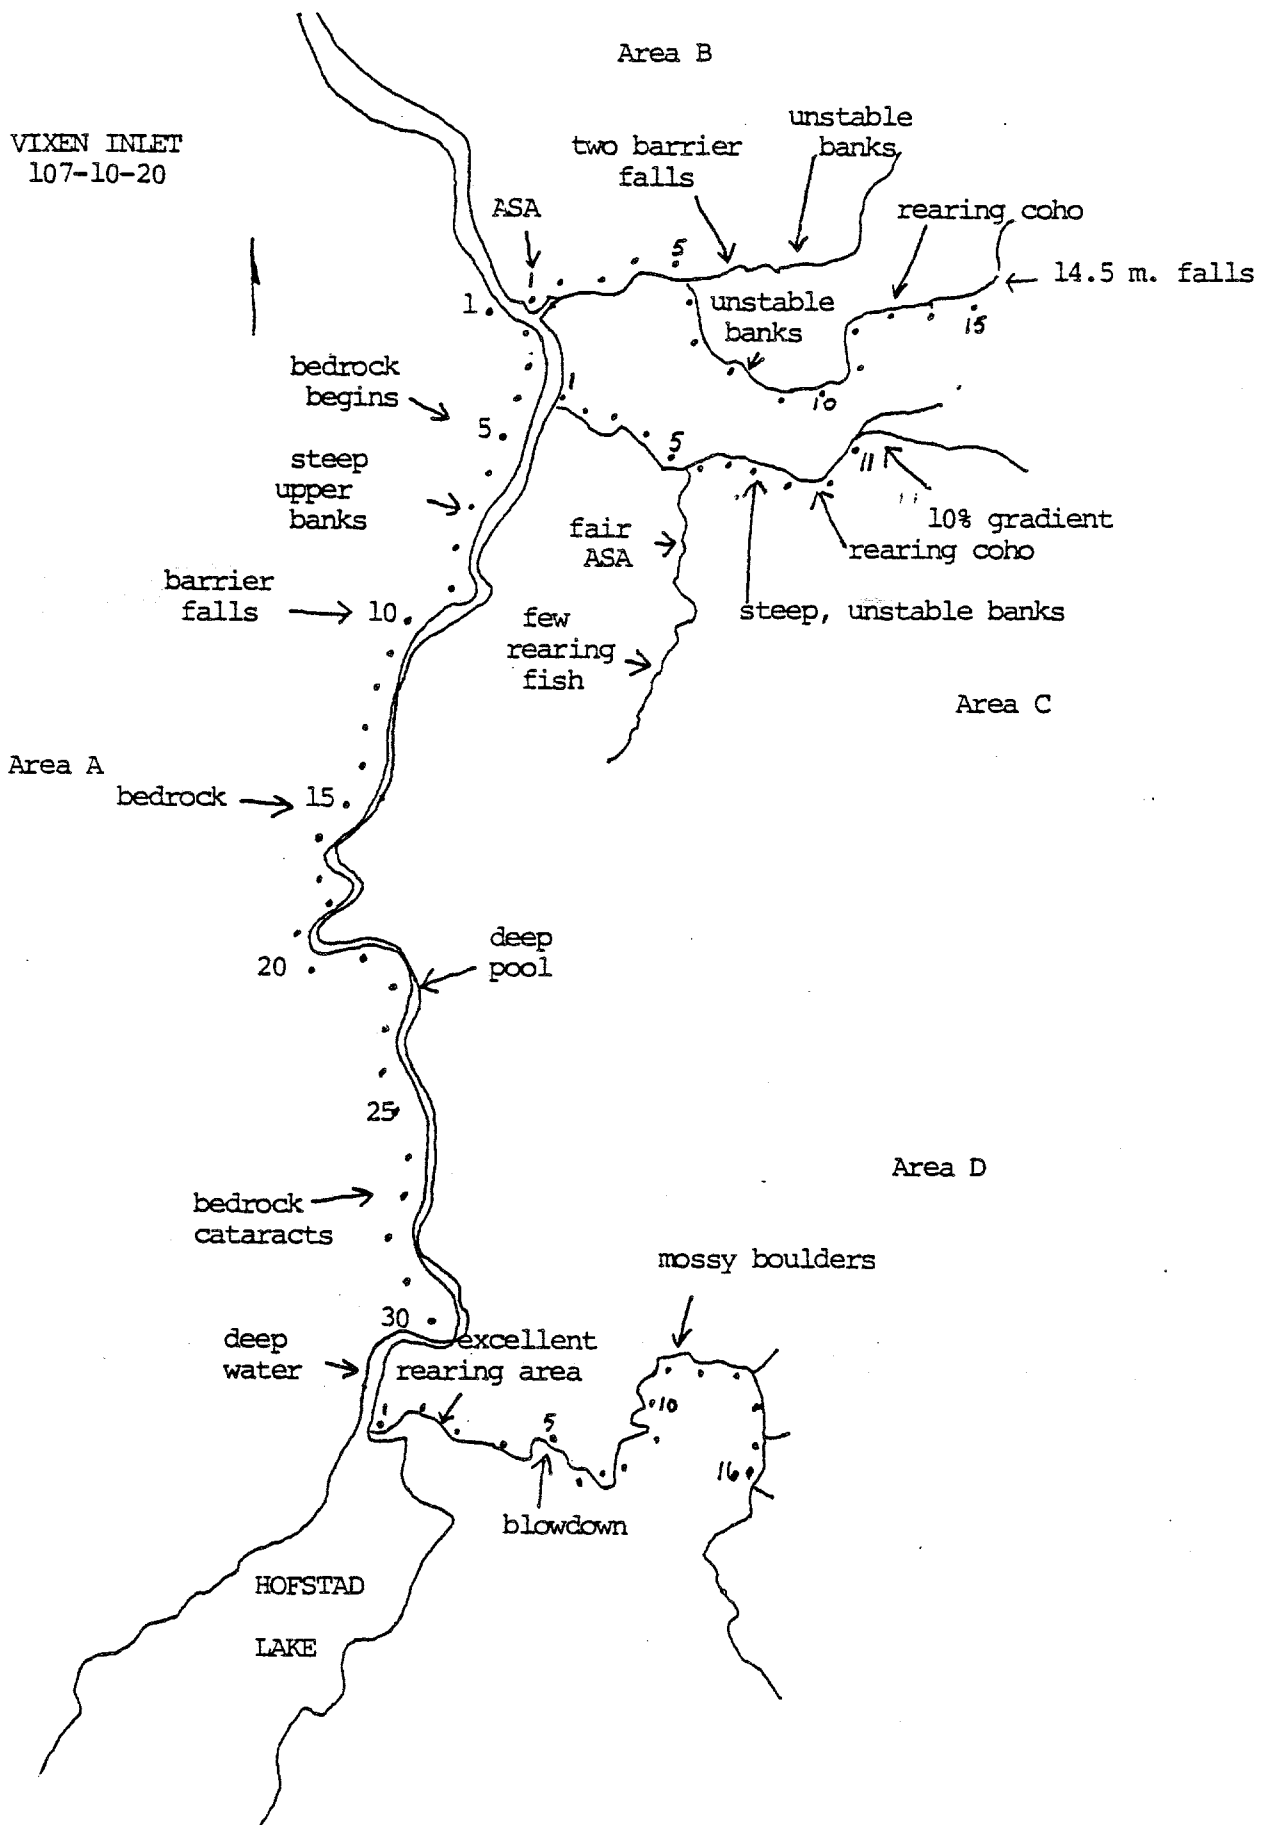 Area B
VIXEN INLET
107-10-20
unstable
banks
two barrier
falls
ASA
rearing coho
5
14.5 m. falls
1
1
unstable
banks
15
bedrock
begins
1
10
5
5
11
steep
upper
banks
10% gradient
fair
ASA
rearing coho
barrier
falls
10
steep, unstable banks
few
rearing
fish
Area C
Area A
bedrock
15
deep
pool
20
25
Area D
bedrock
cataracts
mossy boulders
30
deep
water
excellent
rearing area
1
10
5
16
blowdown
HOFSTAD
LAKE